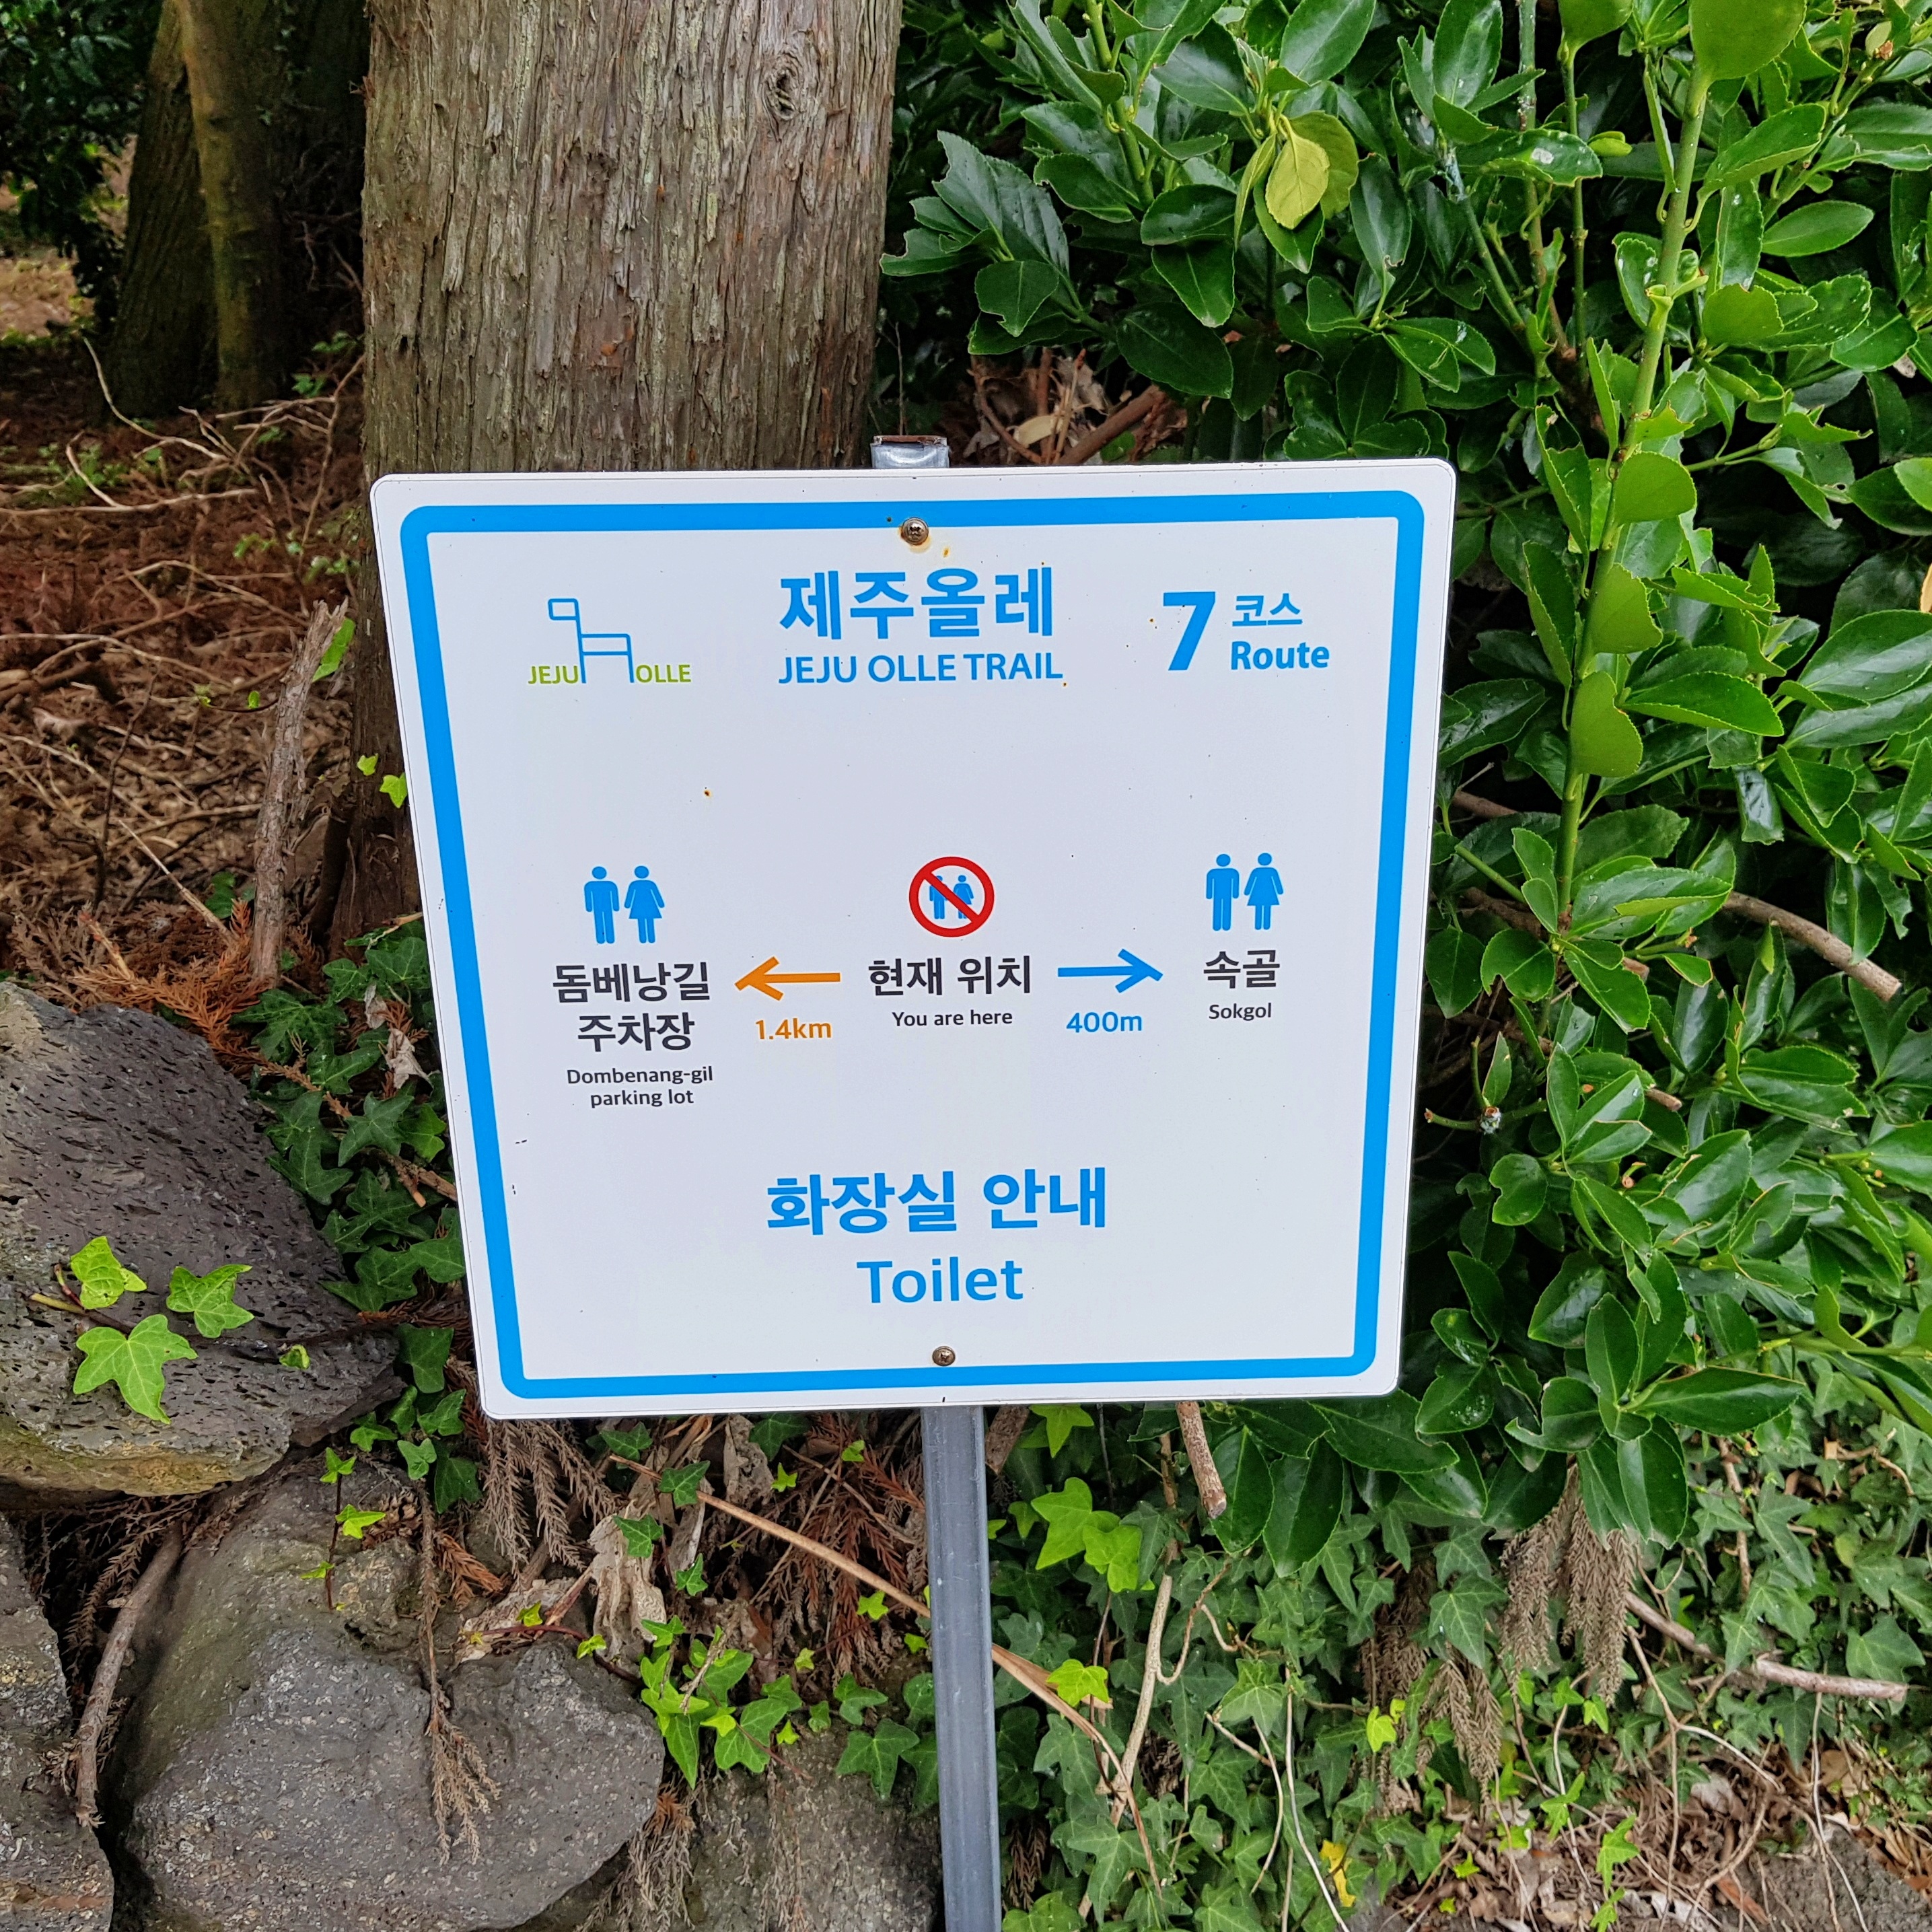 JEJU OLLE
제주올레
JEJU OLLE TRAIL
7 코스
Route
돔베낭길
주차장
Dombenang-gil
parking lot
1.4km
현재 위치
You are here
400m
속골
Sokgol
화장실 안내
Toilet